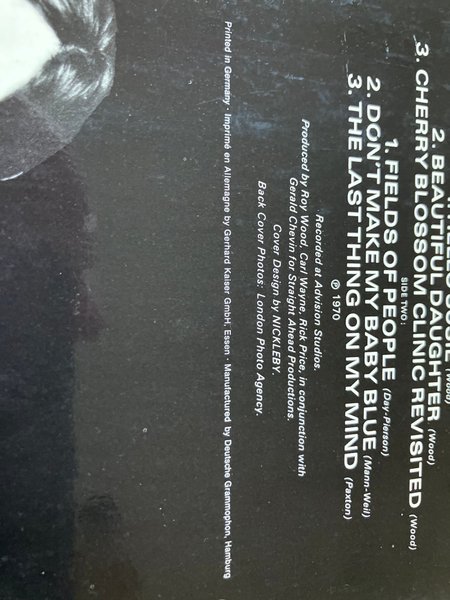 HELLO SUSIE (Wood)
2. BEAUTIFUL DAUGHTER (Wood)
3. CHERRY BLOSSOM CLINIC REVISITED (Wood)
SIDE TWO:
1. FIELDS OF PEOPLE (Day-Pierson)
2. DON'T MAKE MY BABY BLUE (Mann-Weil)
3. THE LAST THING ON MY MIND (Paxton)
℗ 1970
Recorded at Advision Studios.
Produced by Roy Wood, Carl Wayne, Rick Price, in conjunction with
Gerald Chevin for Straight Ahead Productions.
Cover Design by NICKLEBY.
Back Cover Photos: London Photo Agency.
Printed in Germany · Imprimé en Allemagne by Gerhard Kaiser GmbH, Essen · Manufactured by Deutsche Grammophon, Hamburg